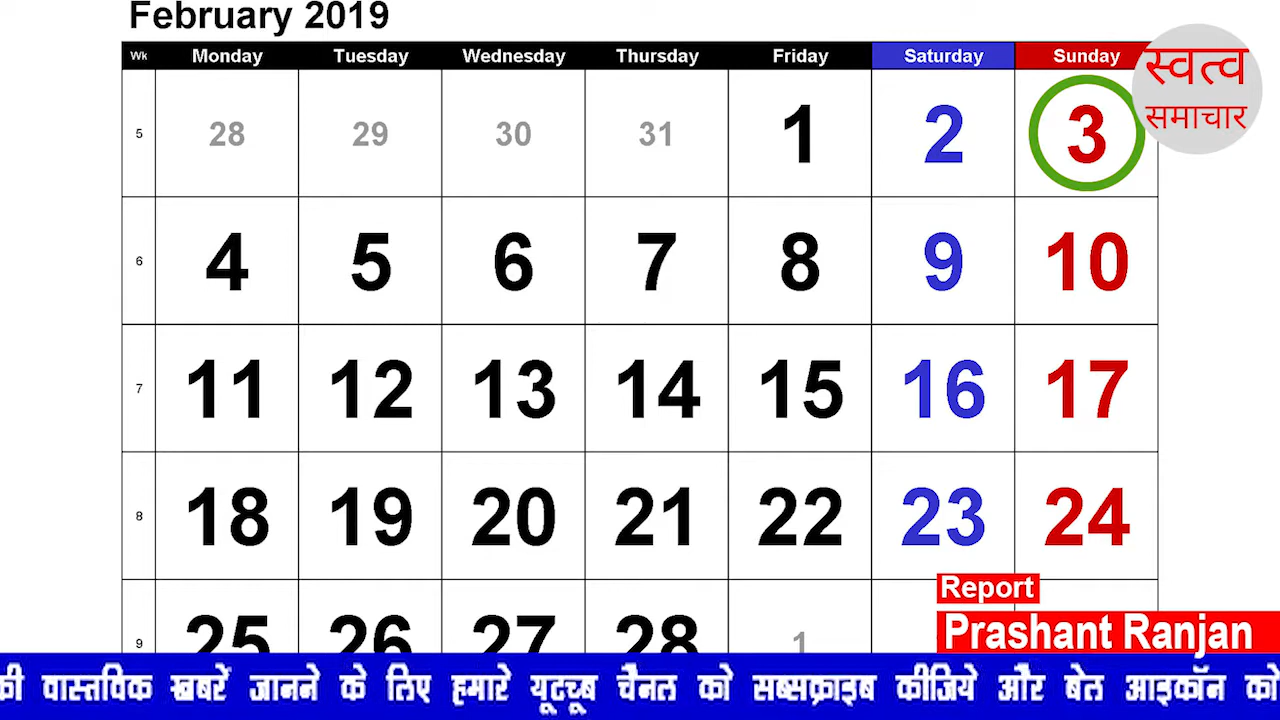 February 2019
Wk Monday Tuesday Wednesday Thursday Friday Saturday Sunday
स्वत्व
समाचार
5 28 29 30 31 1 2 3
6 4 5 6 7 8 9 10
7 11 12 13 14 15 16 17
8 18 19 20 21 22 23 24
9 25 26 27 28 1
Report
Prashant Ranjan
की वास्तविक खबरें जानने के लिए हमारे यूटय्ब चैनल को सब्सक्राइब कीजिये और बेल आइकॉन को